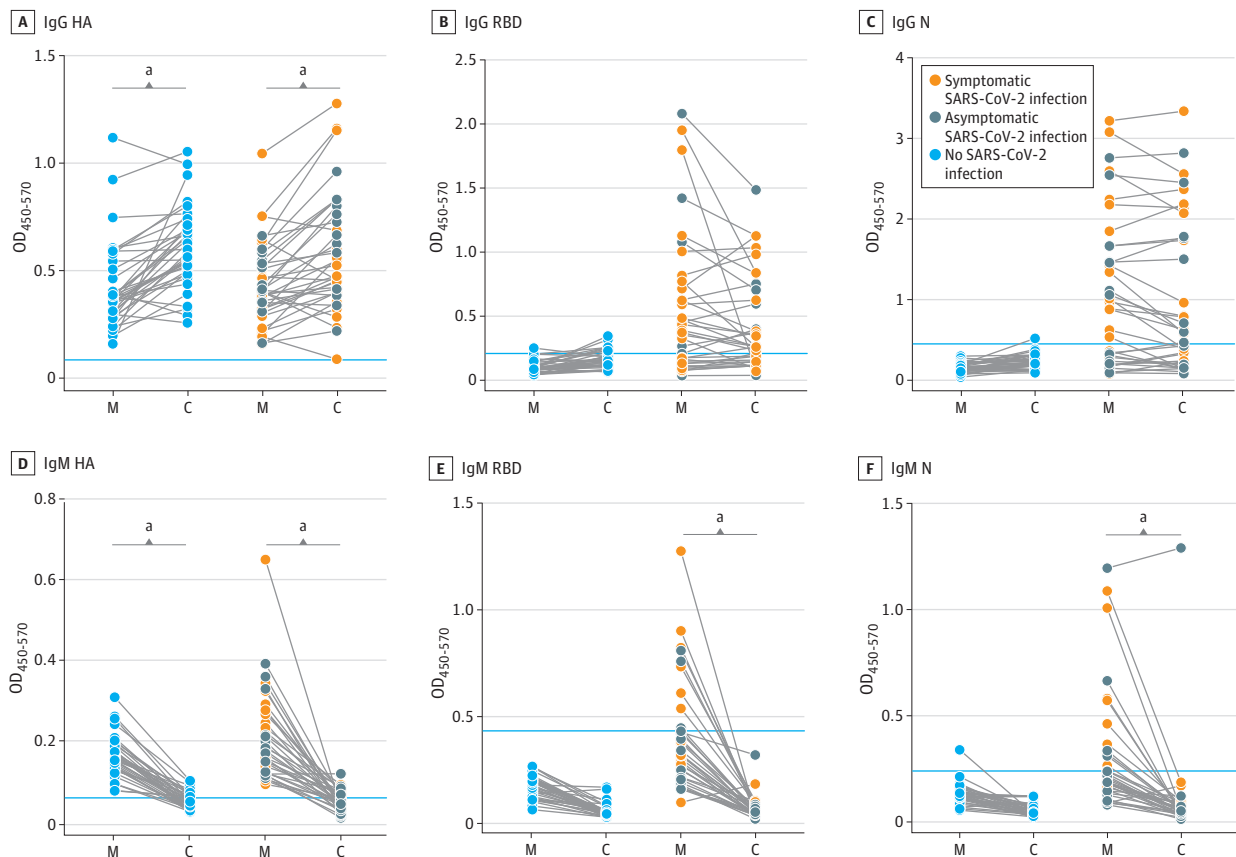 A IgG HA
1.5
1.0
0.5
0
OD450-570
a
a
M
C
M
C
B IgG RBD
2.5
2.0
1.5
1.0
0.5
0
OD450-570
M
C
M
C
C IgG N
4
3
2
1
0
OD450-570
Symptomatic
SARS-CoV-2 infection
Asymptomatic
SARS-CoV-2 infection
No SARS-CoV-2
infection
M
C
M
C
D IgM HA
0.8
0.6
0.4
0.2
0
OD450-570
a
a
M
C
M
C
E IgM RBD
1.5
1.0
0.5
0
OD450-570
a
M
C
M
C
F IgM N
1.5
1.0
0.5
0
OD450-570
a
M
C
M
C